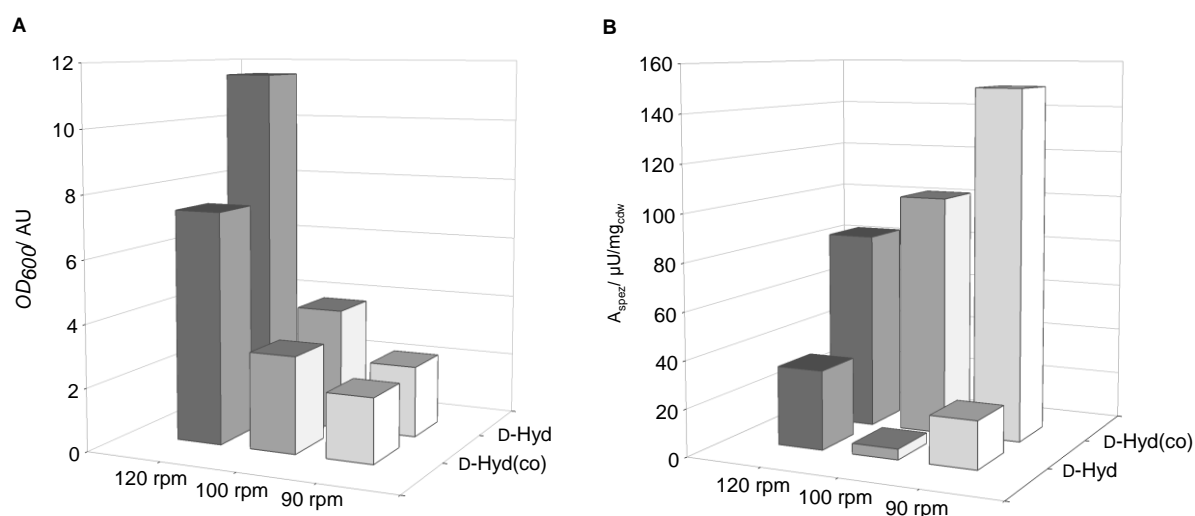 A
12
10
8
6
4
2
0
OD600/ AU
120 rpm
100 rpm
90 rpm
D-Hyd
D-Hyd(co)
B
160
140
120
100
80
60
40
20
0
Aspez/ µU/mgcdw
120 rpm
100 rpm
90 rpm
D-Hyd(co)
D-Hyd